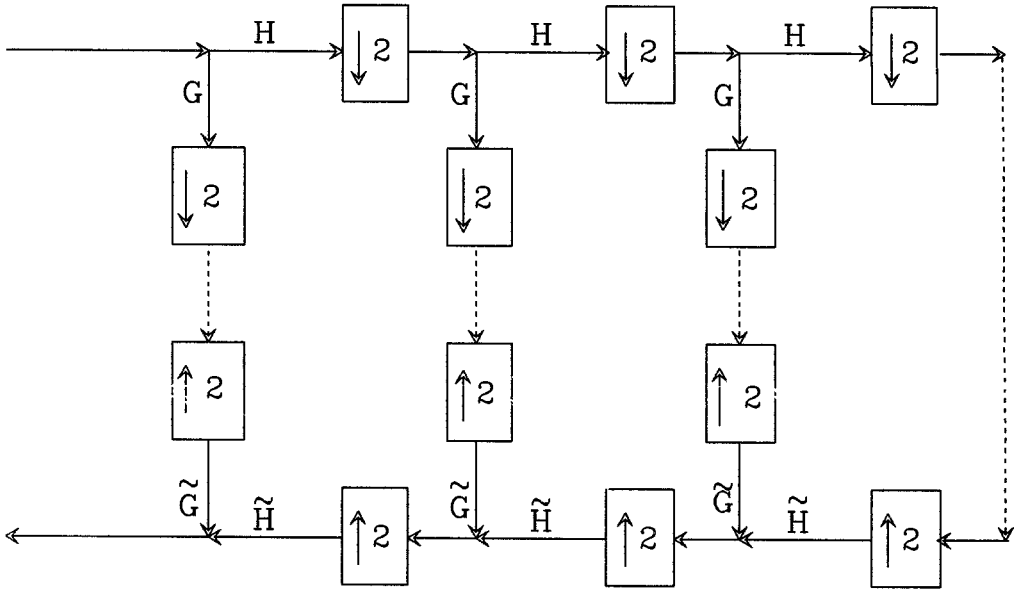 H H H
↓2 ↓2 ↓2
G G G
↓2 ↓2 ↓2
↑2 ↑2 ↑2
G̃ G̃ G̃
H̃ H̃ H̃
↑2 ↑2 ↑2